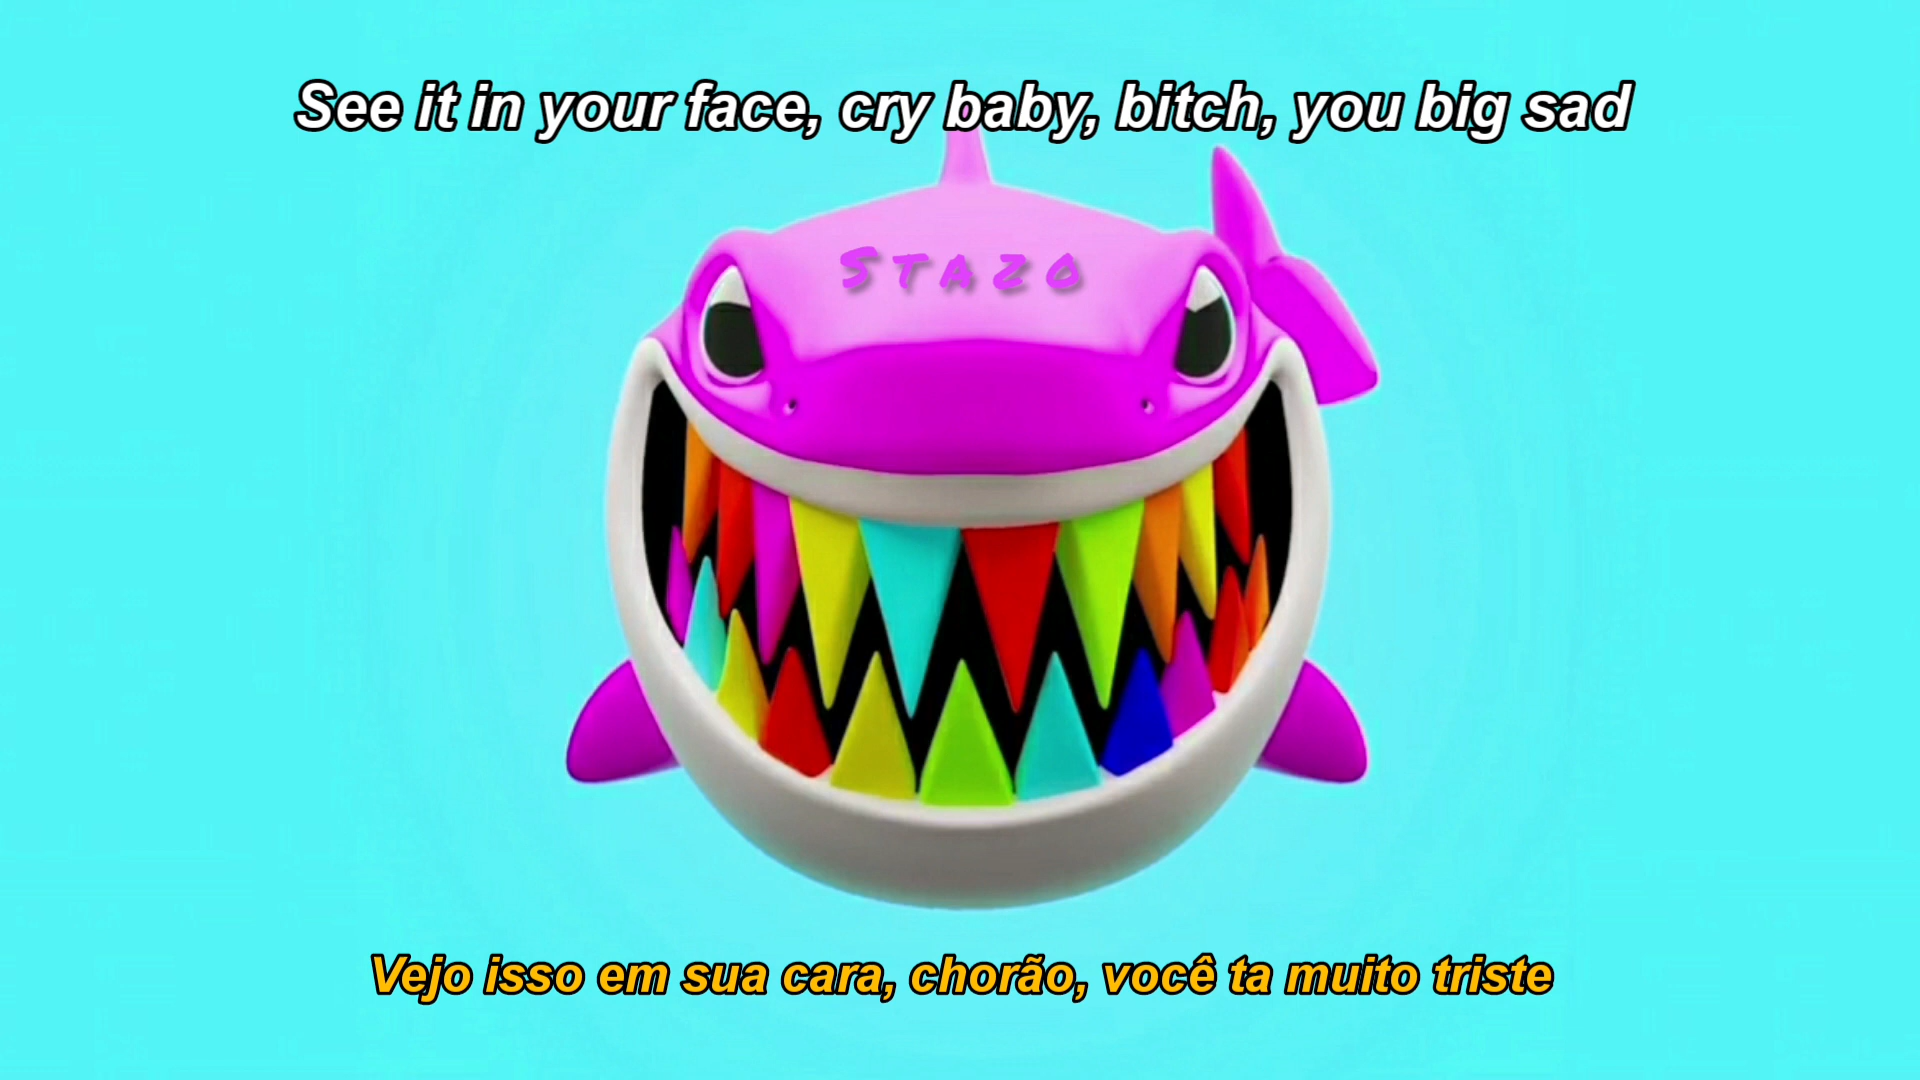 See it in your face, cry baby, bitch, you big sad
Stazo
Vejo isso em sua cara, chorão, você ta muito triste